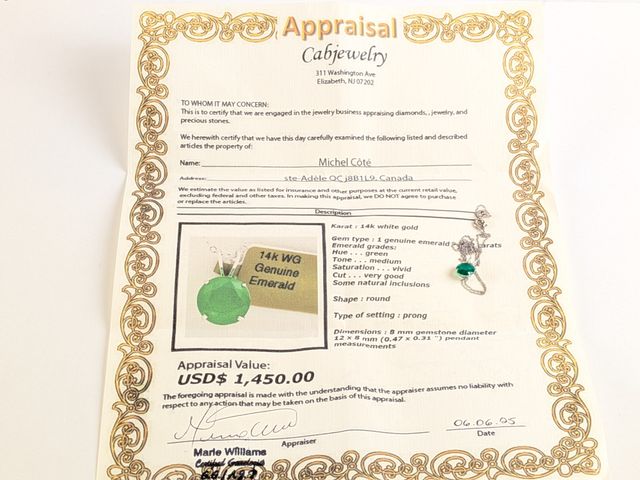 Appraisal
Cabjewelry
311 Washington Ave
Elizabeth, NJ 07202
TO WHOM IT MAY CONCERN:
This is to certify that we are engaged in the jewelry business appraising diamonds, , jewelry, and
precious stones.
We herewith certify that we have this day carefully examined the following listed and described
articles the property of:
Name: Michel Côté
Address: ste-Adèle QC j8B1L9, Canada
We estimate the value as listed for insurance and other purposes at the current retail value,
excluding federal and other taxes. In making this appraisal, we DO NOT agree to purchase
or replace the articles.
Description
14k WG
Genuine
Emerald
Karat : 14k white gold
Gem type : 1 genuine emerald carats
Emerald grades:
Hue . . . green
Tone . . . medium
Saturation . . . vivid
Cut . . . very good
Some natural inclusions
Shape : round
Type of setting : prong
Dimensions : 8 mm gemstone diameter
12 x 8 mm (0.47 x 0.31 ") pendant
measurements
Appraisal Value:
USD$ 1,450.00
The foregoing appraisal is made with the understanding that the appraiser assumes no liability with
respect to any action that may be taken on the basis of this appraisal.
06.06.05
Appraiser Date
Marie Williams
Certified Gemologist